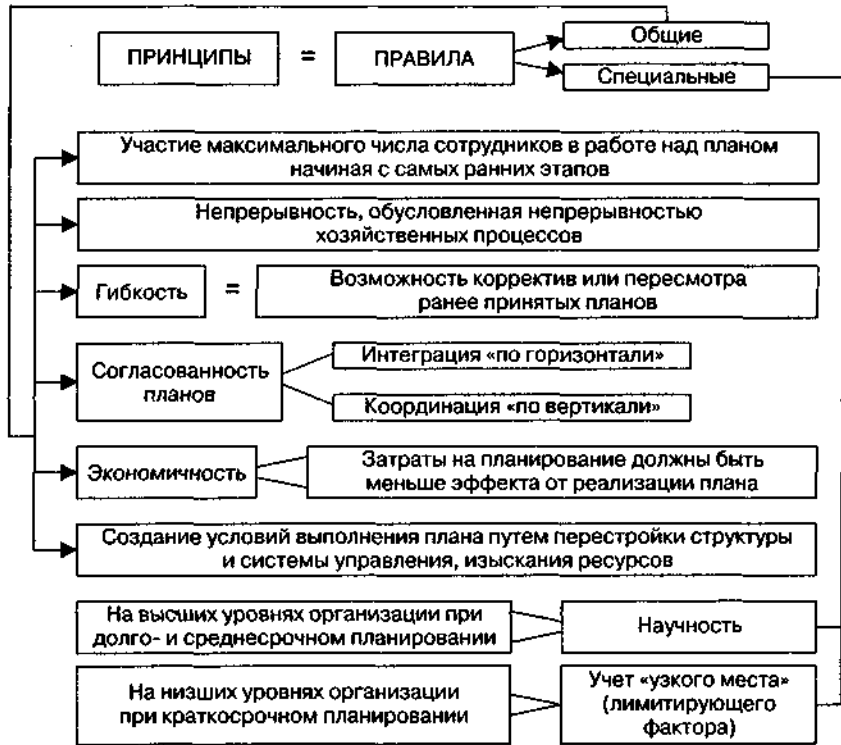 ПРИНЦИПЫ = ПРАВИЛА
Общие
Специальные
Участие максимального числа сотрудников в работе над планом
начиная с самых ранних этапов
Непрерывность, обусловленная непрерывностью
хозяйственных процессов
Гибкость =
Возможность корректив или пересмотра
ранее принятых планов
Согласованность
планов
Интеграция «по горизонтали»
Координация «по вертикали»
Экономичность
Затраты на планирование должны быть
меньше эффекта от реализации плана
Создание условий выполнения плана путем перестройки структуры
и системы управления, изыскания ресурсов
На высших уровнях организации при
долго- и среднесрочном планировании
Научность
На низших уровнях организации
при краткосрочном планировании
Учет «узкого места»
(лимитирующего
фактора)